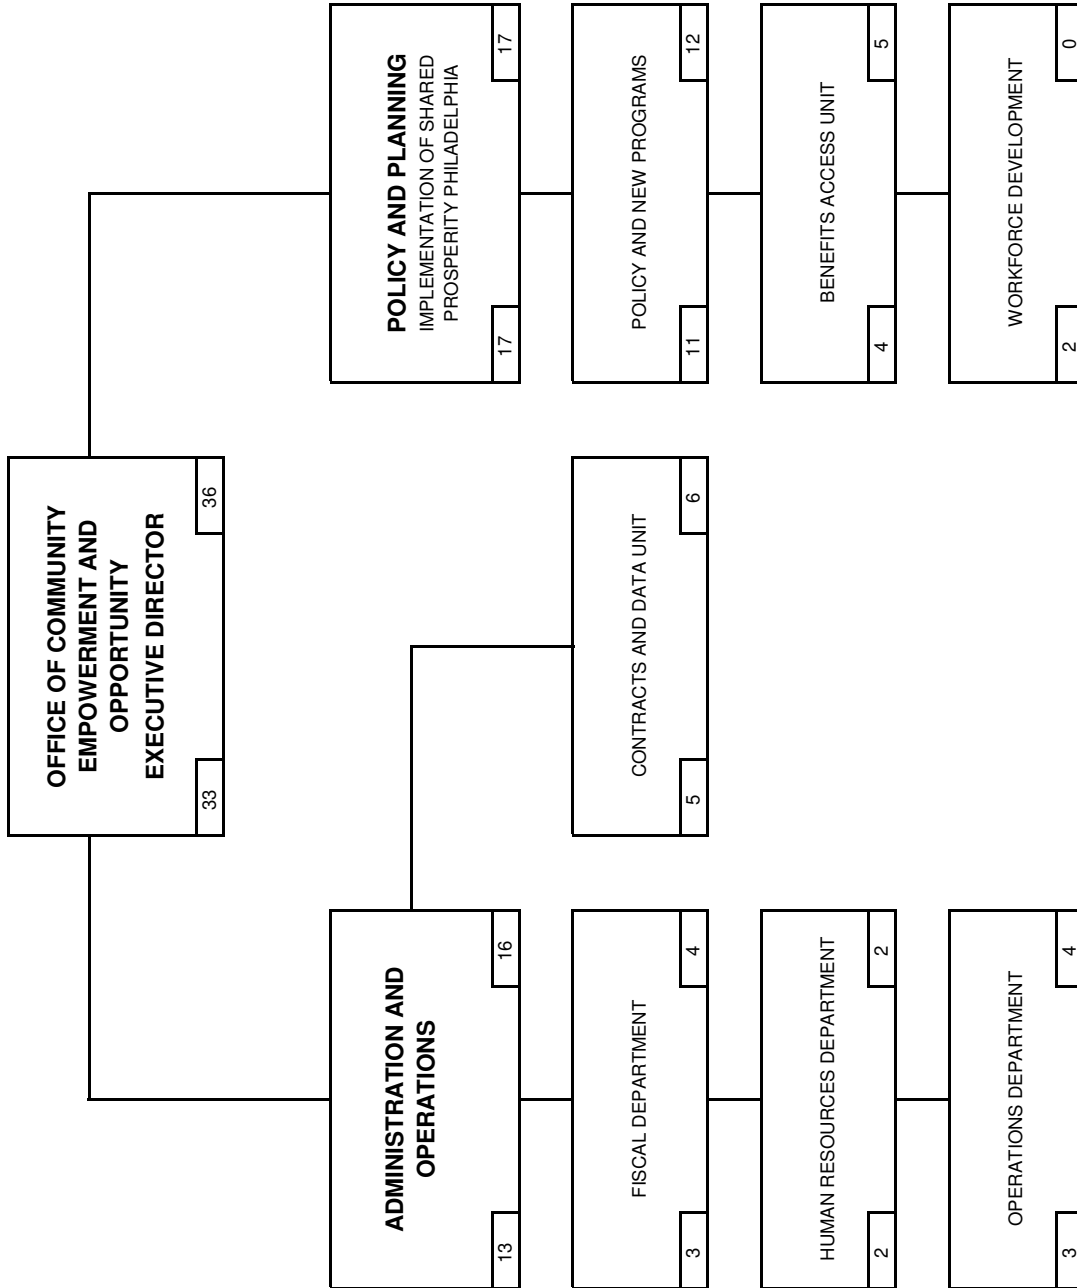 OFFICE OF COMMUNITY
EMPOWERMENT AND
OPPORTUNITY
EXECUTIVE DIRECTOR
33
36
ADMINISTRATION AND
OPERATIONS
13
16
POLICY AND PLANNING
IMPLEMENTATION OF SHARED
PROSPERITY PHILADELPHIA
17
17
FISCAL DEPARTMENT
3
4
CONTRACTS AND DATA UNIT
5
6
POLICY AND NEW PROGRAMS
11
12
HUMAN RESOURCES DEPARTMENT
2
2
BENEFITS ACCESS UNIT
4
5
OPERATIONS DEPARTMENT
3
4
WORKFORCE DEVELOPMENT
2
0